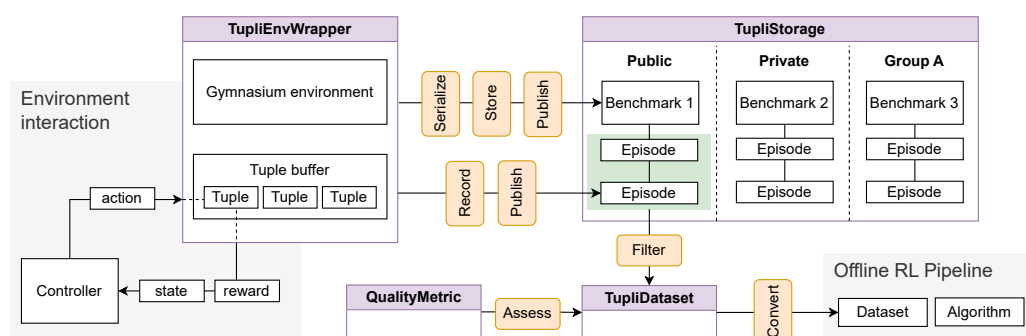 TupliEnvWrapper
TupliStorage
Public
Private
Group A
Gymnasium environment
Serialize
Store
Publish
Benchmark 1
Benchmark 2
Benchmark 3
Environment
interaction
Episode
Episode
Episode
Tuple buffer
Tuple
Tuple
Tuple
Record
Publish
Episode
Episode
Episode
action
Filter
Controller
state
reward
QualityMetric
Assess
TupliDataset
Convert
Offline RL Pipeline
Dataset
Algorithm